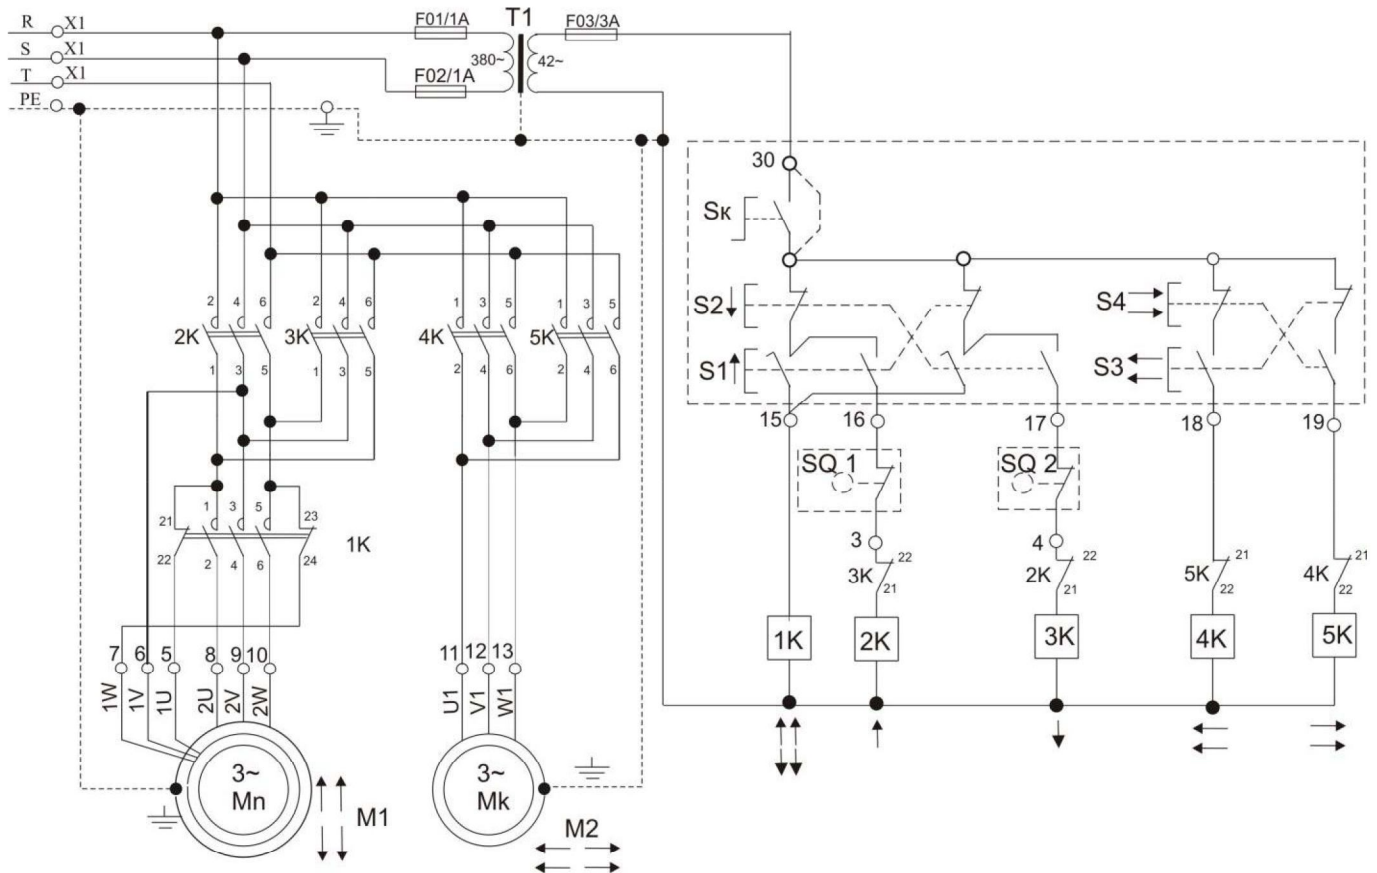 R X1 F01/1A T1 F03/3A
S X1 380~ 42~
T X1 F02/1A
PE
30
Sк
2 4 6 2 4 6 1 3 5 1 3 5
2K 3K 4K 5K
1 3 5 1 3 5 2 4 6 2 4 6
S2 S4
S1 S3
15 16 17 18 19
SQ 1 SQ 2
21 1 3 5 23
1K
22 2 4 6 24
3 4
3K 22 21 2K 22 21 5K 21 22 4K 21 22
1K 2K 3K 4K 5K
7 6 5 8 9 10 11 12 13
1W 1V 1U 2U 2V 2W U1 V1 W1
3~ 3~
Mn Mk
M1 M2